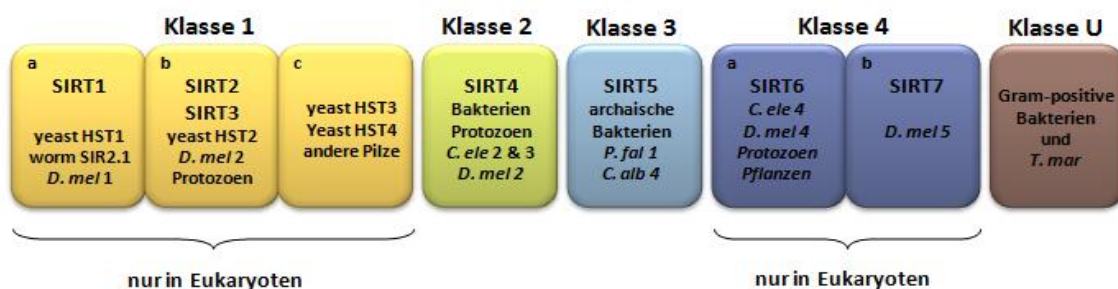 Klasse 1
Klasse 2
Klasse 3
Klasse 4
Klasse U
a
SIRT1
yeast HST1
worm SIR2.1
D. mel 1
b
SIRT2
SIRT3
yeast HST2
D. mel 2
Protozoen
c
yeast HST3
Yeast HST4
andere Pilze
SIRT4
Bakterien
Protozoen
C. ele 2 & 3
D. mel 2
SIRT5
archaische
Bakterien
P. fal 1
C. alb 4
a
SIRT6
C. ele 4
D. mel 4
Protozoen
Pflanzen
b
SIRT7
D. mel 5
Gram-positive
Bakterien
und
T. mar
nur in Eukaryoten
nur in Eukaryoten